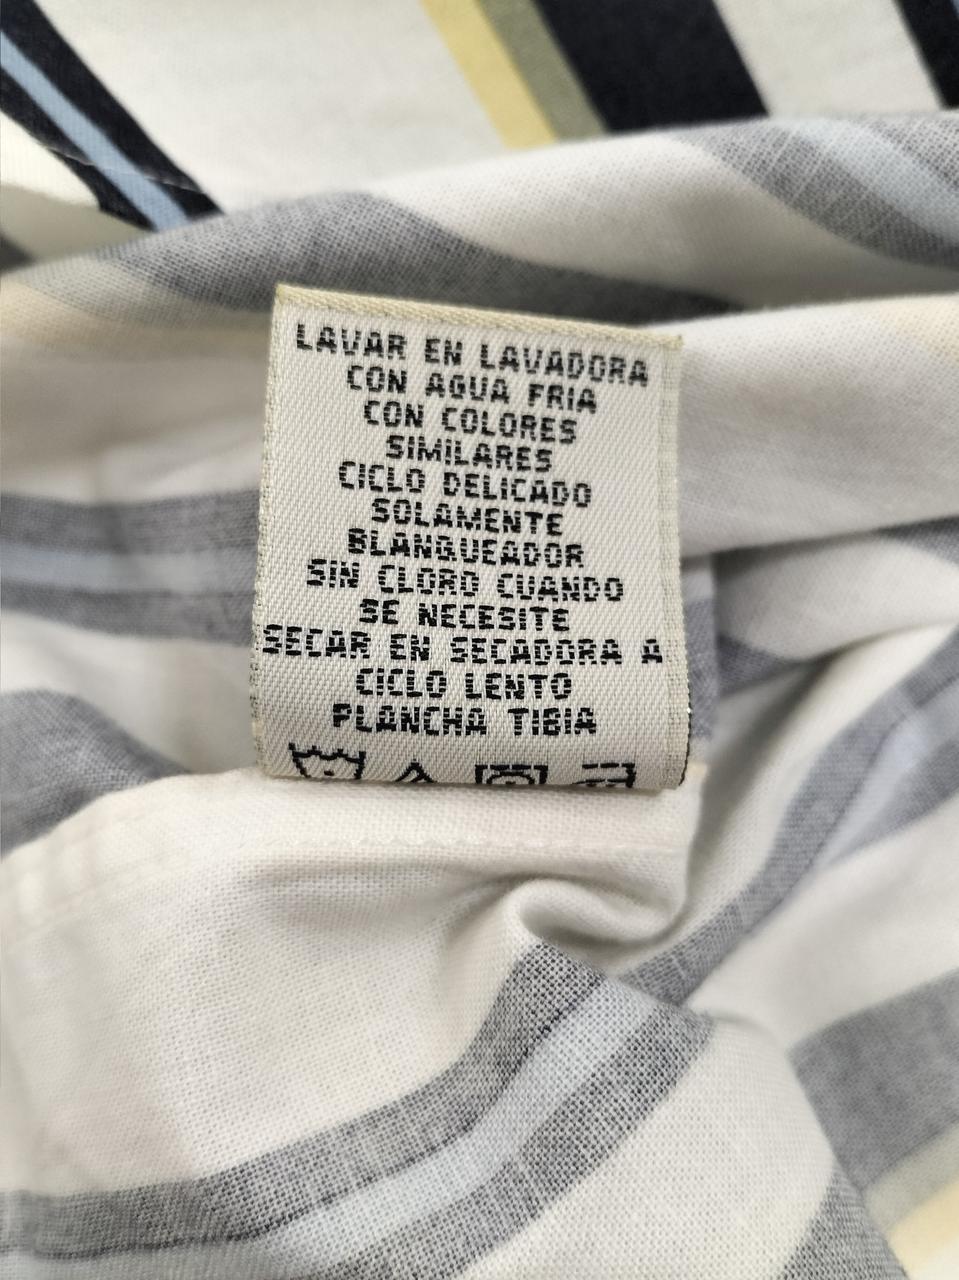 LAVAR EN LAVADORA
CON AGUA FRIA
CON COLORES
SIMILARES
CICLO DELICADO
SOLAMENTE
BLANQUEADOR
SIN CLORO CUANDO
SE NECESITE
SECAR EN SECADORA A
CICLO LENTO
PLANCHA TIBIA